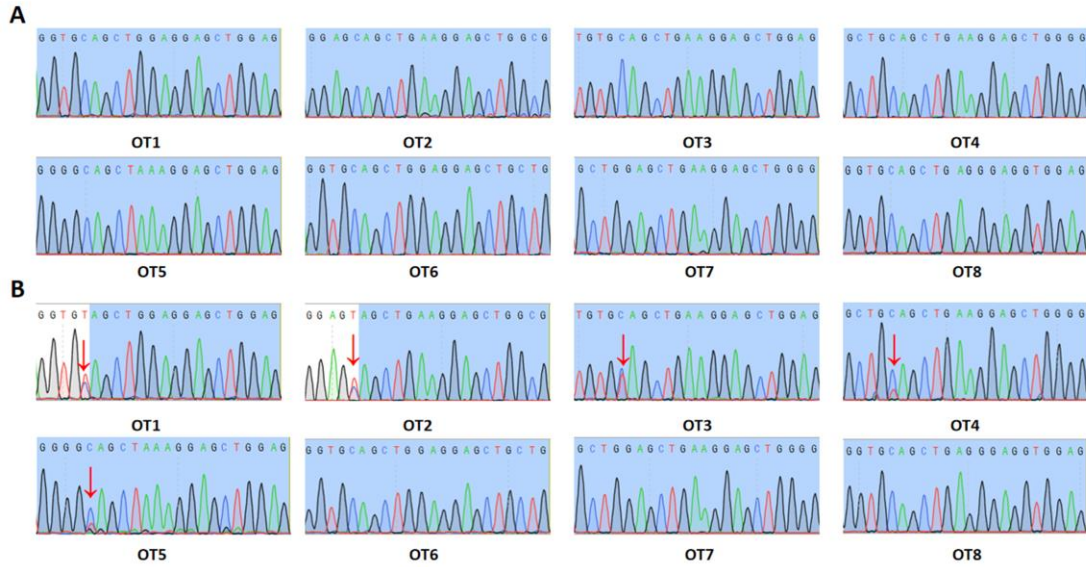 A
GGTGCAGCTGGAGGAGCTGGAG GGAGCAGCTGAAGGAGCTGGCG TGTGCAGCTGAAGGAGCTGGAG GCTGCAGCTGAAGGAGCTGGGG
OT1 OT2 OT3 OT4
GGGGCAGCTAAAGGAGCTGGAG GGTGCAGCTGGAGGAGCTGCTG GCTGGAGCTGAAGGAGCTGGGG GGTGCAGCTGAGGGAGGTGGAG
OT5 OT6 OT7 OT8
B
GGTGTAGCTGGAGGAGCTGGAG GGAGTAGCTGAAGGAGCTGGCG TGTGCAGCTGAAGGAGCTGGAG GCTGCAGCTGAAGGAGCTGGGG
OT1 OT2 OT3 OT4
GGGGCAGCTAAAGGAGCTGGAG GGTGCAGCTGGAGGAGCTGCTG GCTGGAGCTGAAGGAGCTGGGG GGTGCAGCTGAGGGAGGTGGAG
OT5 OT6 OT7 OT8